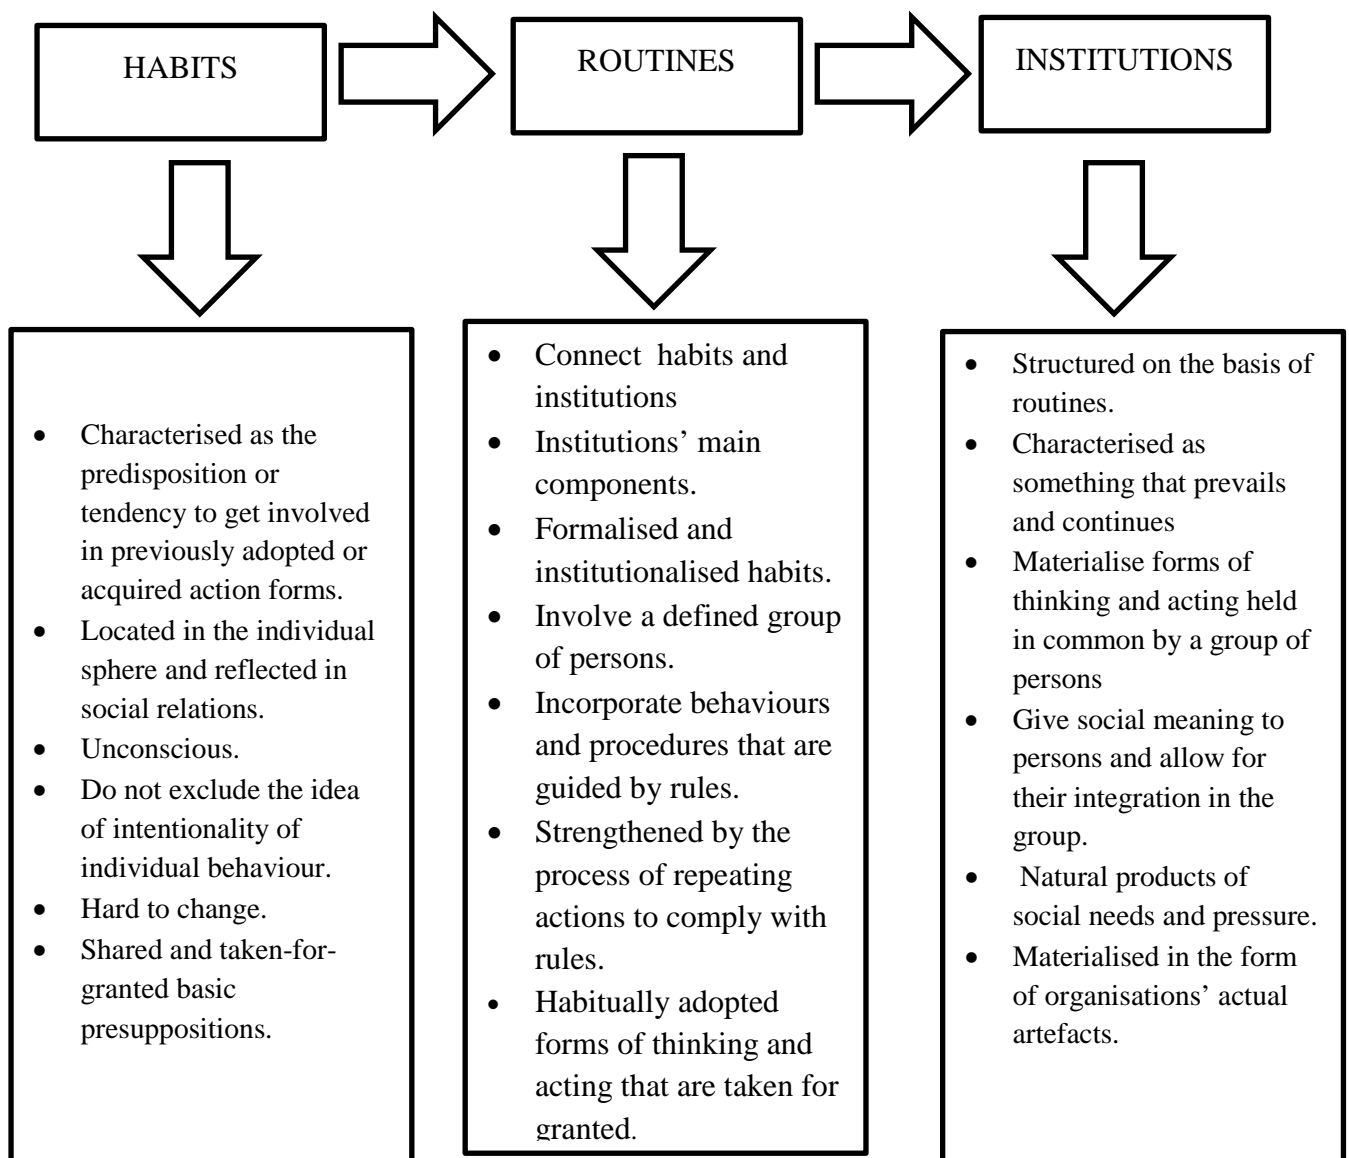 HABITS
ROUTINES
INSTITUTIONS
• Characterised as the
predisposition or
tendency to get involved
in previously adopted or
acquired action forms.
• Located in the individual
sphere and reflected in
social relations.
• Unconscious.
• Do not exclude the idea
of intentionality of
individual behaviour.
• Hard to change.
• Shared and taken-for-
granted basic
presuppositions.
• Connect habits and
institutions
• Institutions’ main
components.
• Formalised and
institutionalised habits.
• Involve a defined group
of persons.
• Incorporate behaviours
and procedures that are
guided by rules.
• Strengthened by the
process of repeating
actions to comply with
rules.
• Habitually adopted
forms of thinking and
acting that are taken for
granted.
• Structured on the basis of
routines.
• Characterised as
something that prevails
and continues
• Materialise forms of
thinking and acting held
in common by a group of
persons
• Give social meaning to
persons and allow for
their integration in the
group.
• Natural products of
social needs and pressure.
• Materialised in the form
of organisations’ actual
artefacts.